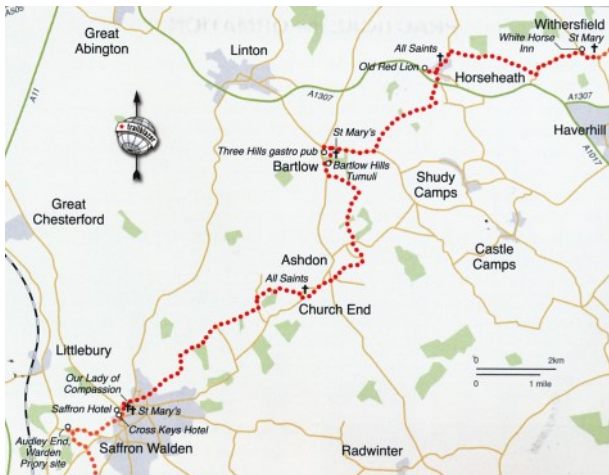 A505
Great
Abington
Linton
All Saints
Withersfield
White Horse
Inn
St Mary
Old Red Lion
Horseheath
A11
A1307
A1307
trailblazer
St Mary's
Three Hills gastro pub
Bartlow
Bartlow Hills
Tumuli
Haverhill
A1017
Shudy
Camps
Great
Chesterford
Castle
Camps
Ashdon
All Saints
Church End
Littlebury
0
2km
0
1 mile
Our Lady of
Compassion
Saffron Hotel
St Mary's
Cross Keys Hotel
Audley End,
Warden
Priory site
Saffron Walden
Radwinter